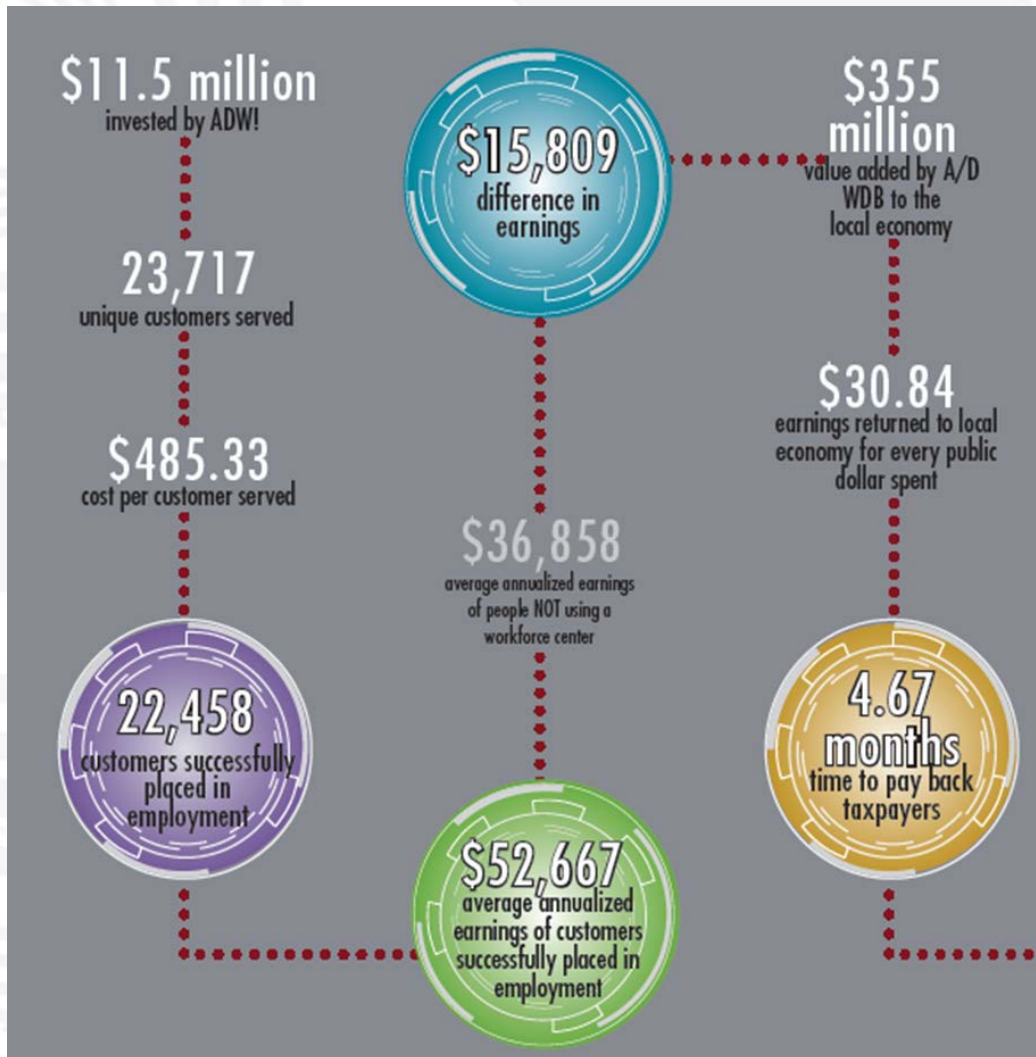 $11.5 million
invested by ADW!
23,717
unique customers served
$485.33
cost per customer served
22,458
customers successfully
placed in
employment
$52,667
average annualized
earnings of customers
successfully placed in
employment
$36,858
average annualized earnings
of people NOT using a
workforce center
$15,809
difference in
earnings
$355
million
value added by A/D
WDB to the
local economy
$30.84
earnings returned to local
economy for every public
dollar spent
4.67
months
time to pay back
taxpayers